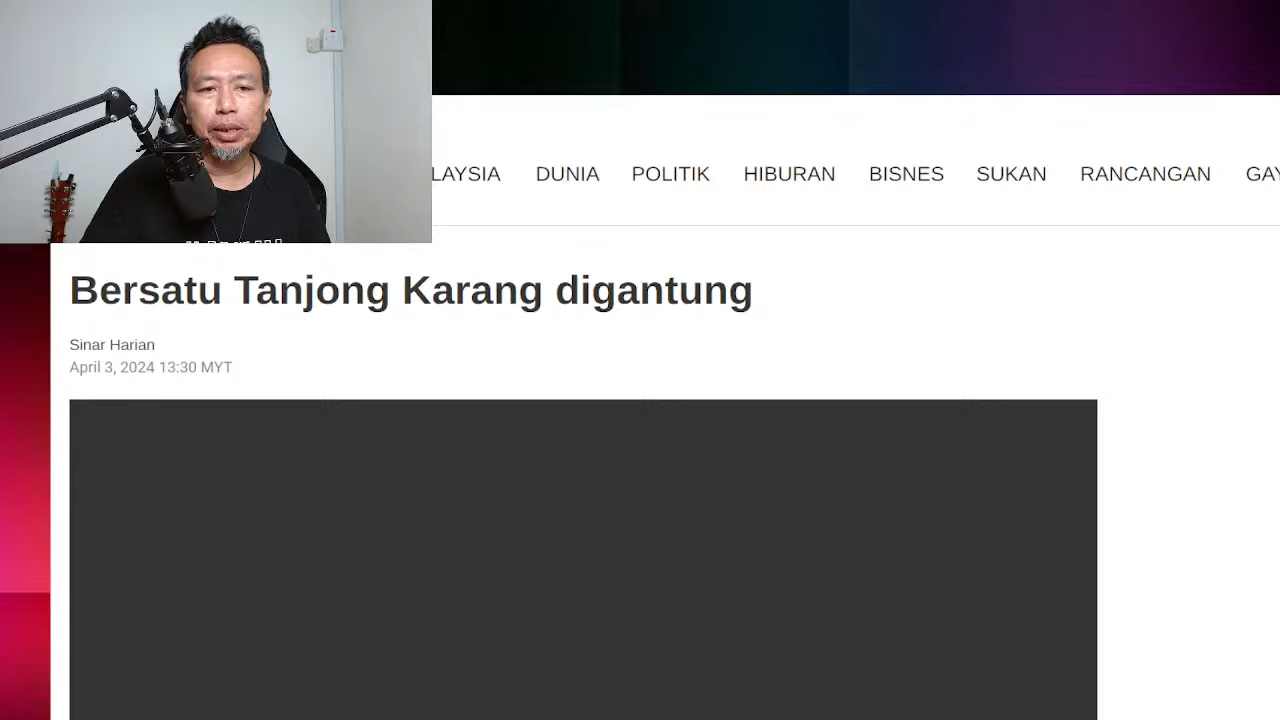 LAYSIA DUNIA POLITIK HIBURAN BISNES SUKAN RANCANGAN GAY
Bersatu Tanjong Karang digantung
Sinar Harian
April 3, 2024 13:30 MYT